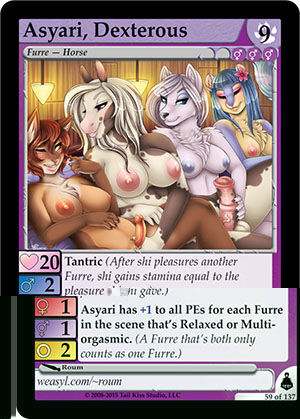 Asyari, Dexterous 9
Furre — Horse
20 Tantric (After shi pleasures another
Furre, shi gains stamina equal to the
2 pleasure gave.)
1 Asyari has +1 to all PEs for each Furre
1 in the scene that's Relaxed or Multi-
orgasmic. (A Furre that's both only
2 counts as one Furre.)
Roum
weasyl.com/~roum
© 2008-2015 Tail Kiss Studio, LLC
59 of 137